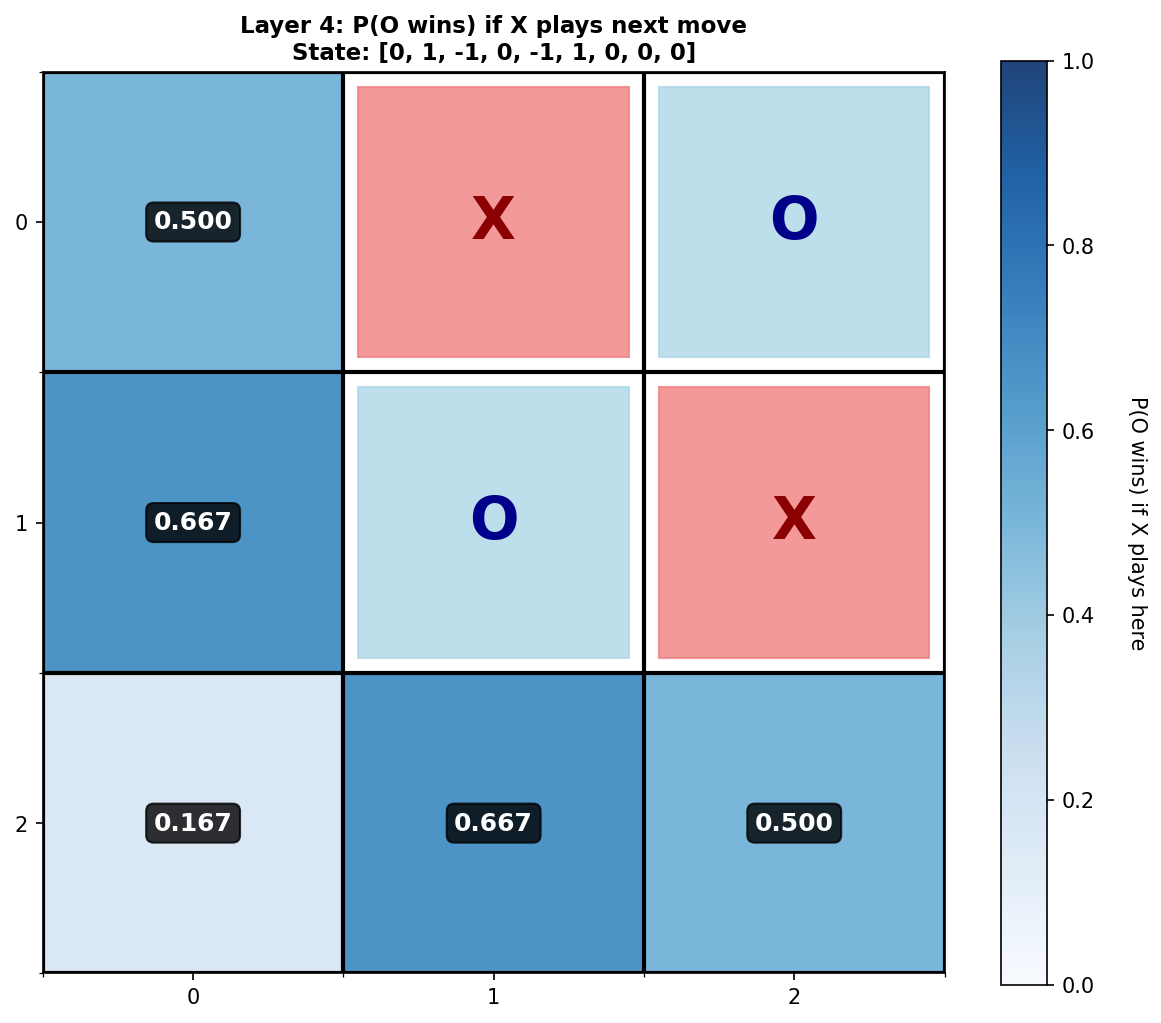 Layer 4: P(O wins) if X plays next move
State: [0, 1, -1, 0, -1, 1, 0, 0, 0]
0
0.500
X
O
1
0.667
O
X
2
0.167
0.667
0.500
0
1
2
1.0
0.8
0.6
0.4
0.2
0.0
P(O wins) if X plays here